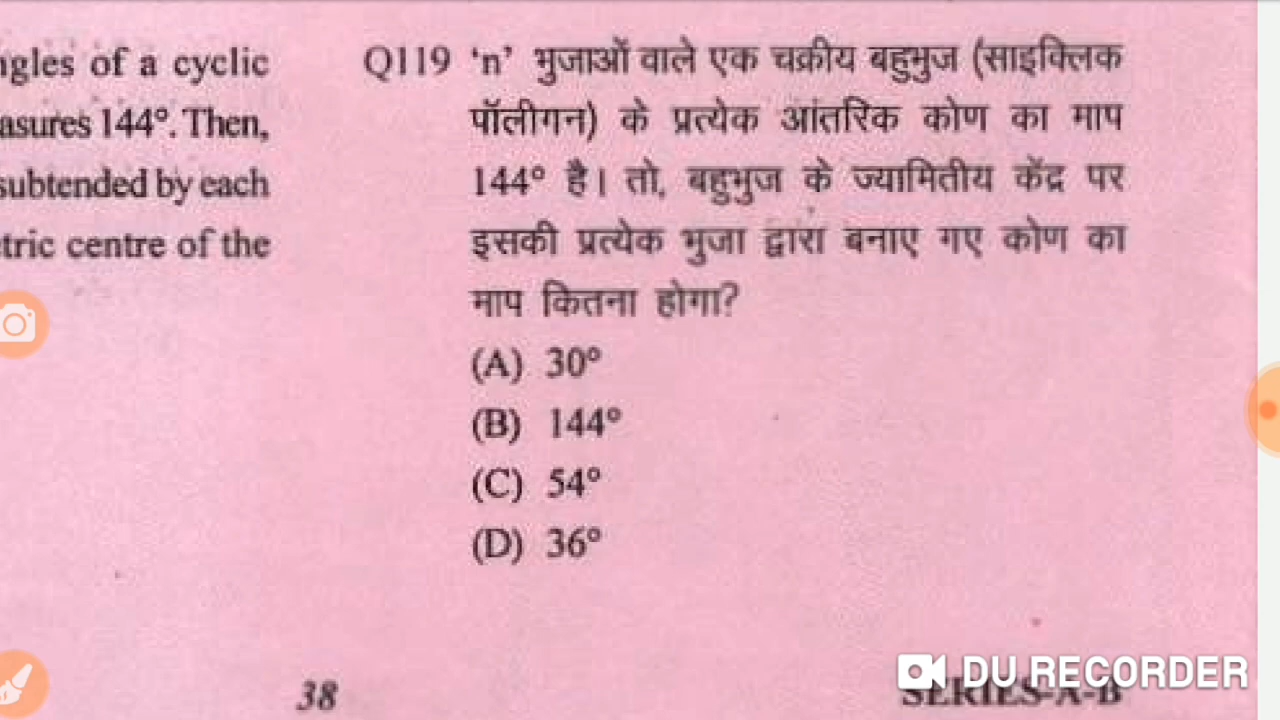 ngles of a cyclic
asures 144°. Then,
subtended by each
tric centre of the
Q119 ‘n’ भुजाओं वाले एक चक्रीय बहुभुज (साइक्लिक
पॉलीगन) के प्रत्येक आंतरिक कोण का माप
144° है। तो, बहुभुज के ज्यामितीय केंद्र पर
इसकी प्रत्येक भुजा द्वारा बनाए गए कोण का
माप कितना होगा?
(A) 30°
(B) 144°
(C) 54°
(D) 36°
38
SERIES-A-B
DU RECORDER